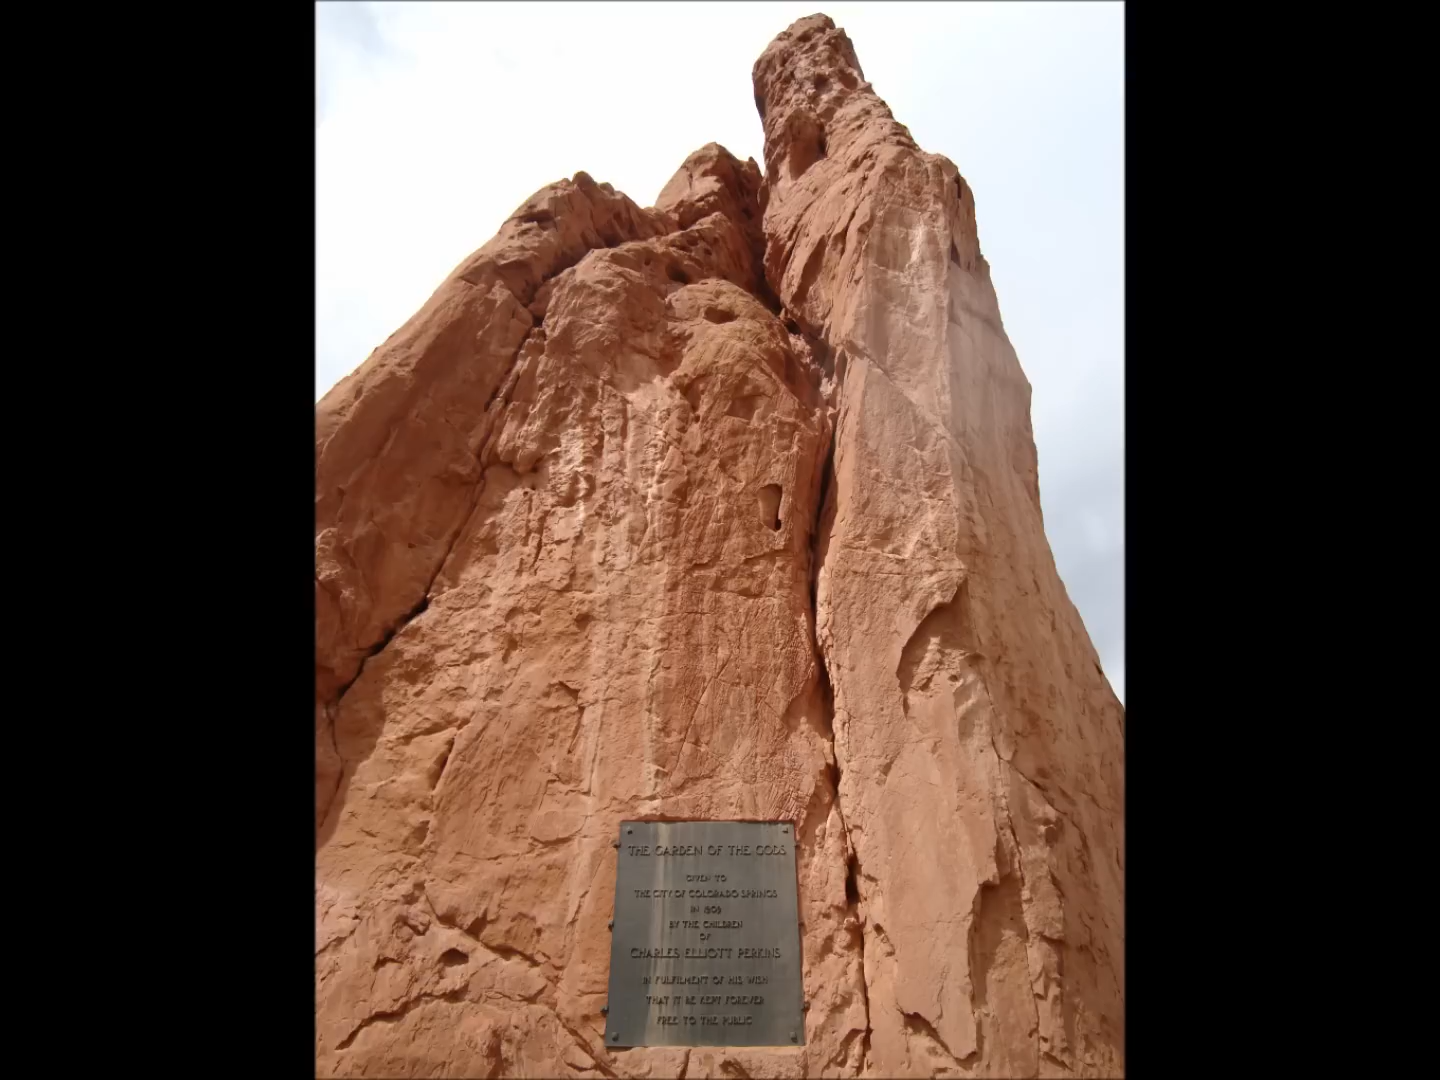 THE GARDEN OF THE GODS
GIVEN TO
THE CITY OF COLORADO SPRINGS
IN 1909
BY THE CHILDREN
OF
CHARLES ELLIOTT PERKINS
IN FULFILMENT OF HIS WISH
THAT IT BE KEPT FOREVER
FREE TO THE PUBLIC